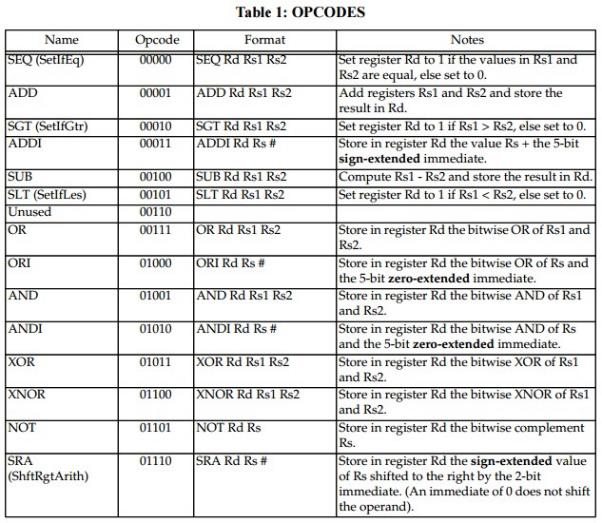 Table 1: OPCODES
Name Opcode Format Notes
SEQ (SetIfEq) 00000 SEQ Rd Rs1 Rs2 Set register Rd to 1 if the values in Rs1 and
Rs2 are equal, else set to 0.
ADD 00001 ADD Rd Rs1 Rs2 Add registers Rs1 and Rs2 and store the
result in Rd.
SGT (SetIfGtr) 00010 SGT Rd Rs1 Rs2 Set register Rd to 1 if Rs1 > Rs2, else set to 0.
ADDI 00011 ADDI Rd Rs # Store in register Rd the value Rs + the 5-bit
sign-extended immediate.
SUB 00100 SUB Rd Rs1 Rs2 Compute Rs1 - Rs2 and store the result in Rd.
SLT (SetIfLes) 00101 SLT Rd Rs1 Rs2 Set register Rd to 1 if Rs1 < Rs2, else set to 0.
Unused 00110
OR 00111 OR Rd Rs1 Rs2 Store in register Rd the bitwise OR of Rs1 and
Rs2.
ORI 01000 ORI Rd Rs # Store in register Rd the bitwise OR of Rs and
the 5-bit zero-extended immediate.
AND 01001 AND Rd Rs1 Rs2 Store in register Rd the bitwise AND of Rs1
and Rs2.
ANDI 01010 ANDI Rd Rs # Store in register Rd the bitwise AND of Rs
and the 5-bit zero-extended immediate.
XOR 01011 XOR Rd Rs1 Rs2 Store in register Rd the bitwise XOR of Rs1
and Rs2.
XNOR 01100 XNOR Rd Rs1 Rs2 Store in register Rd the bitwise XNOR of Rs1
and Rs2.
NOT 01101 NOT Rd Rs Store in register Rd the bitwise complement
Rs.
SRA 01110 SRA Rd Rs # Store in register Rd the sign-extended value
(ShftRgtArith) of Rs shifted to the right by the 2-bit
immediate. (An immediate of 0 does not shift
the operand).